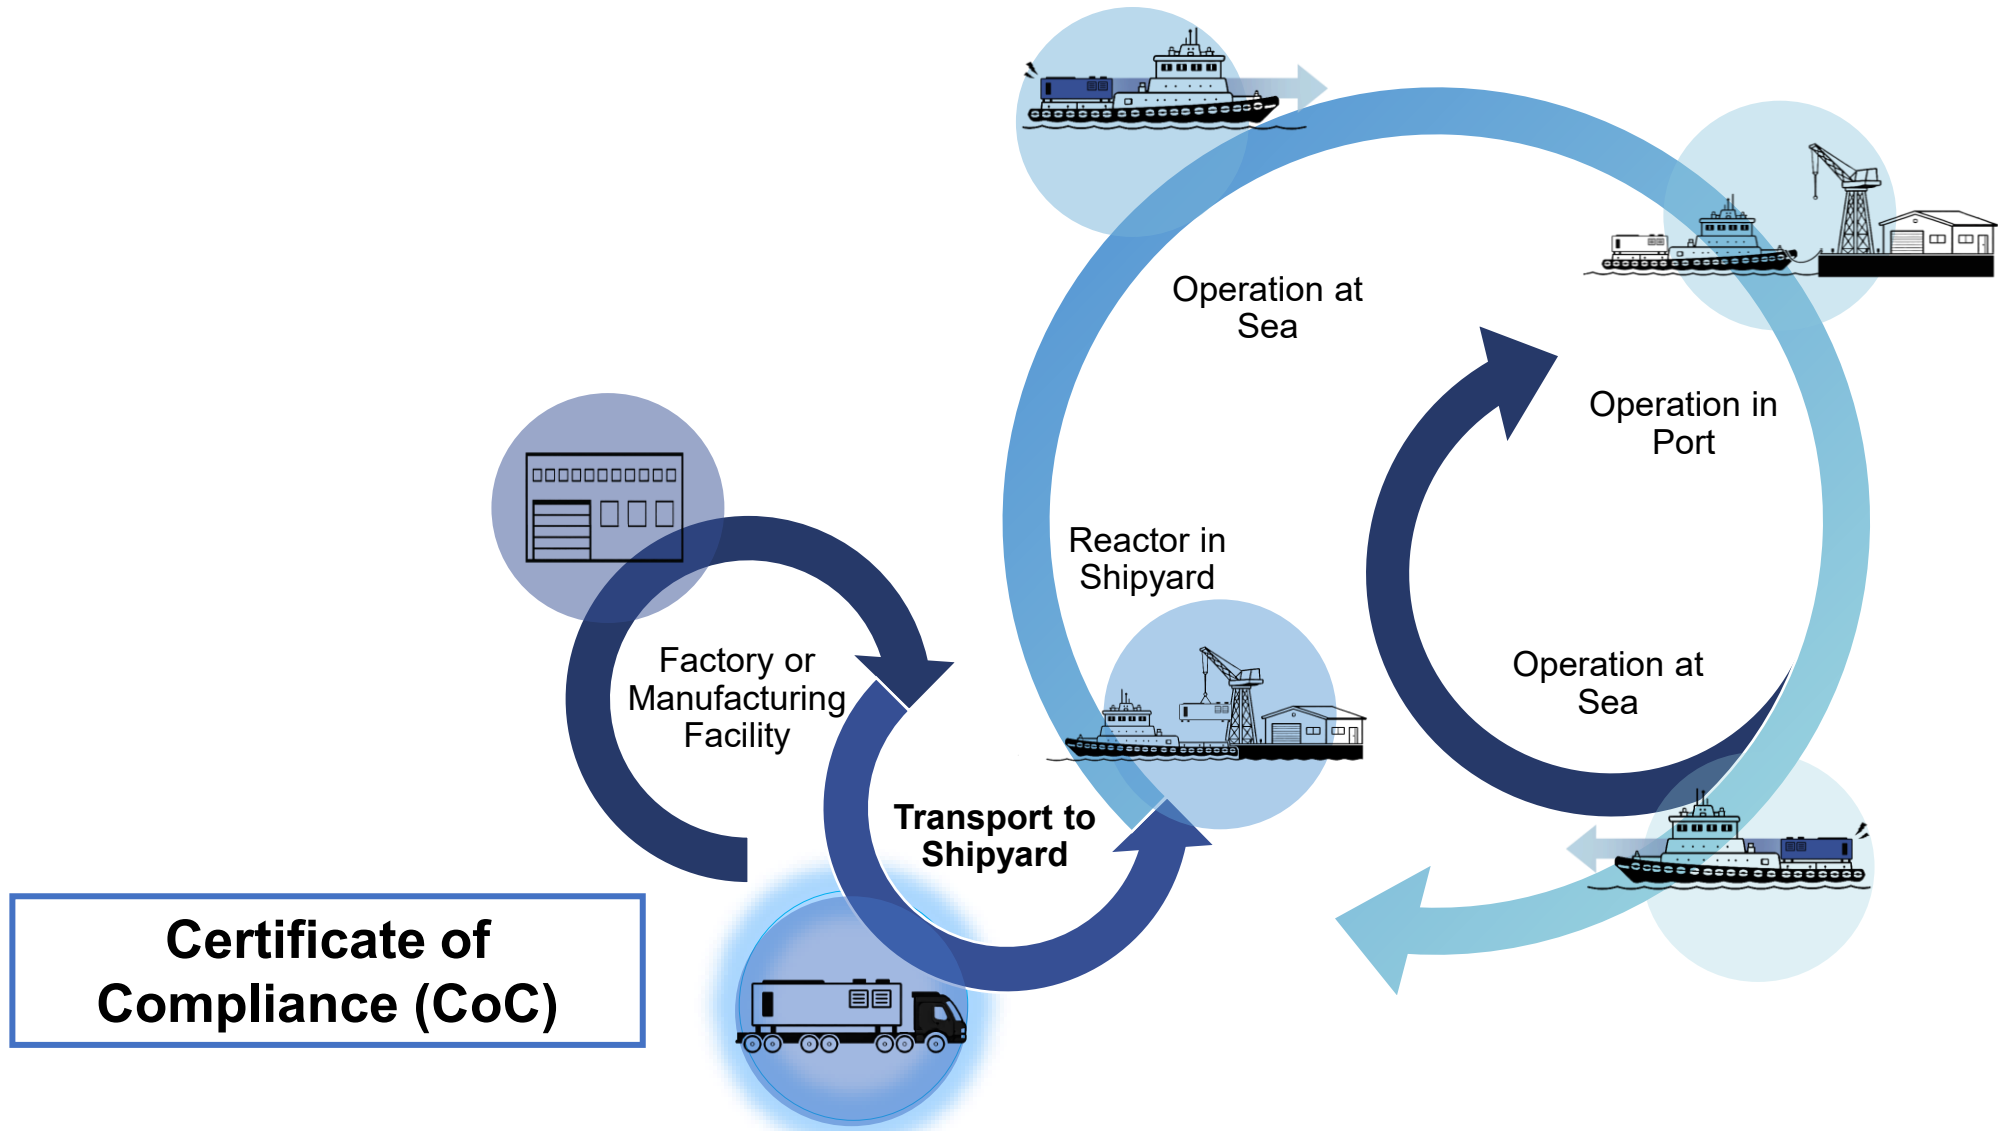 Operation at
Sea
Operation in
Port
Reactor in
Shipyard
Factory or
Manufacturing
Facility
Operation at
Sea
Transport to
Shipyard
Certificate of
Compliance (CoC)